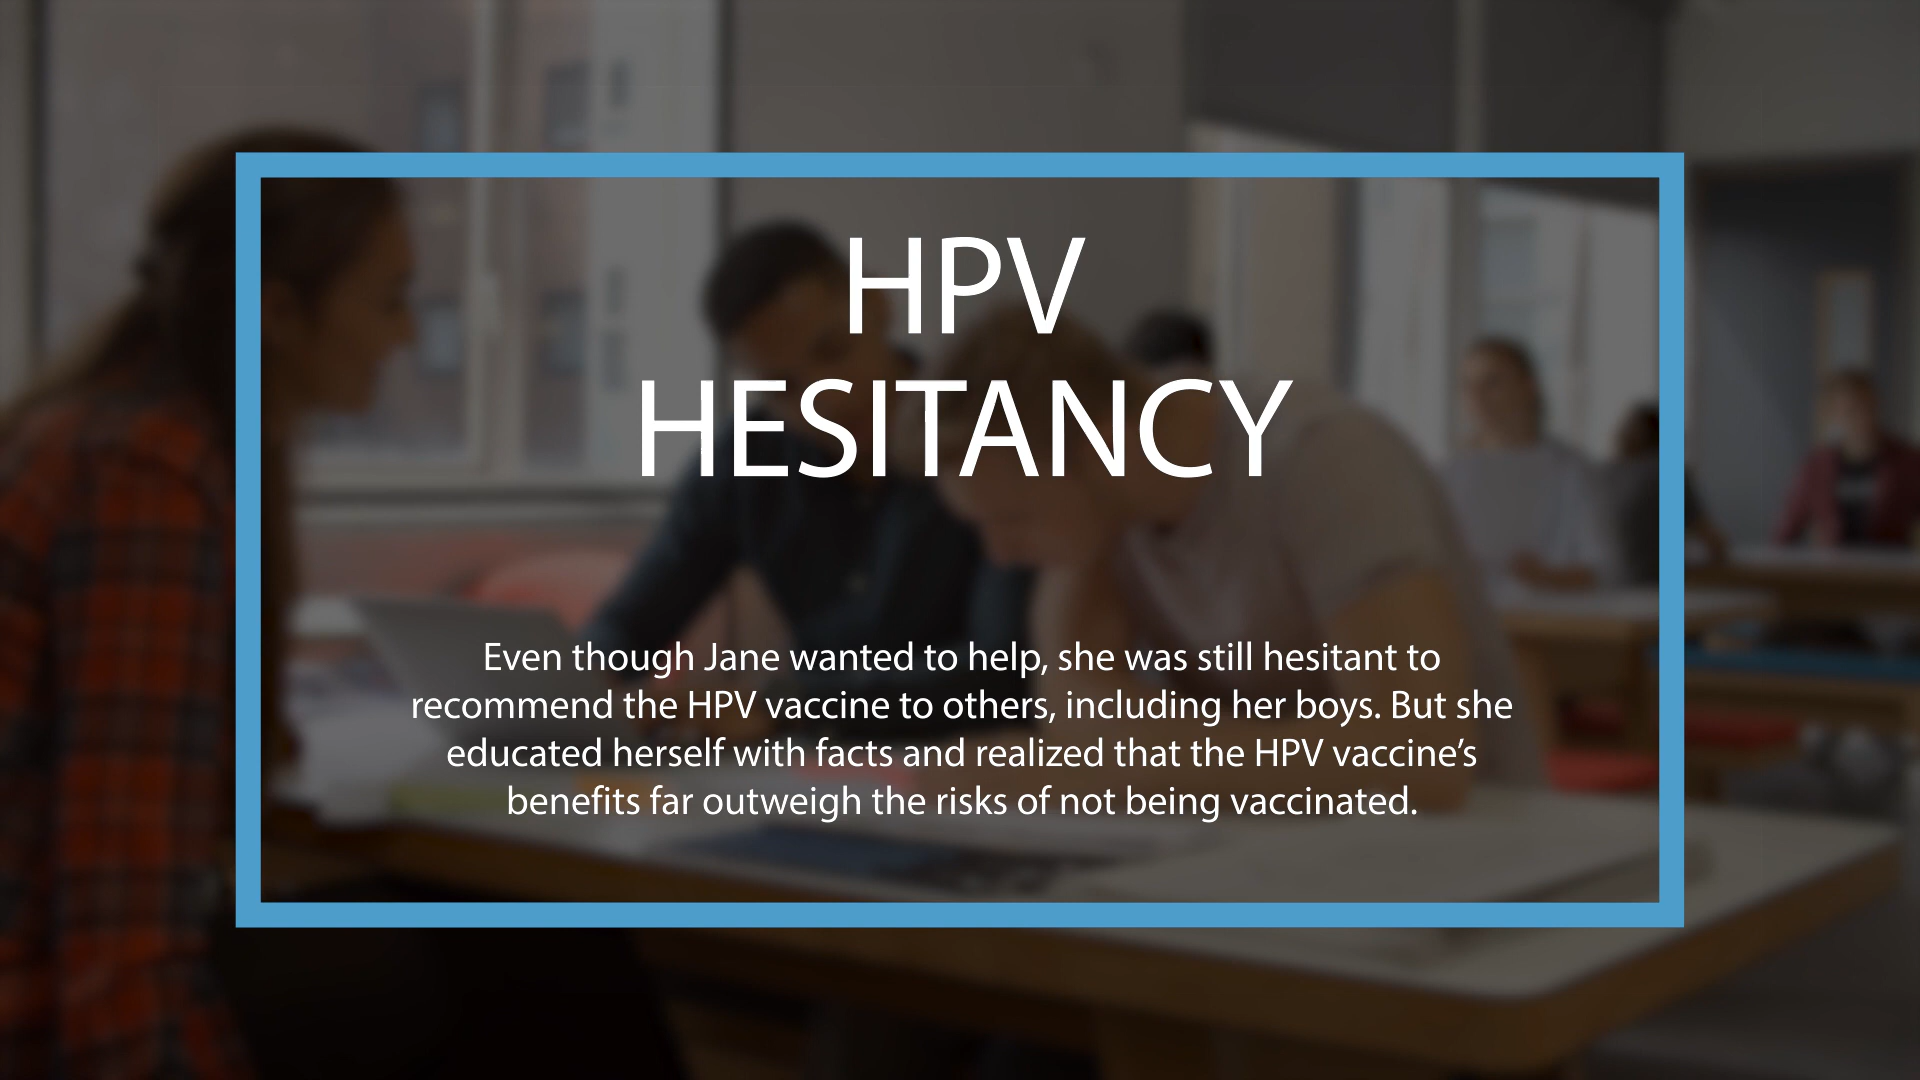 HPV
HESITANCY
Even though Jane wanted to help, she was still hesitant to
recommend the HPV vaccine to others, including her boys. But she
educated herself with facts and realized that the HPV vaccine’s
benefits far outweigh the risks of not being vaccinated.